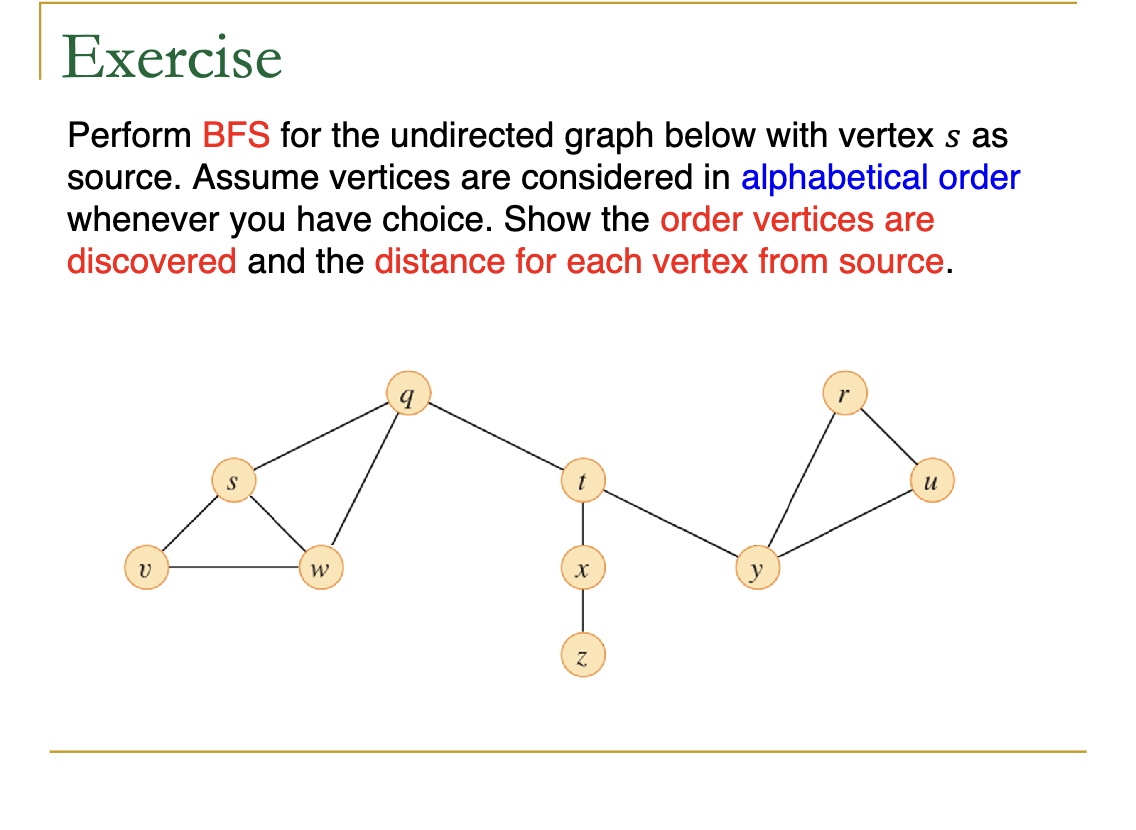 Exercise
Perform BFS for the undirected graph below with vertex s as
source. Assume vertices are considered in alphabetical order
whenever you have choice. Show the order vertices are
discovered and the distance for each vertex from source.
q
r
s
t
u
v
w
x
y
z